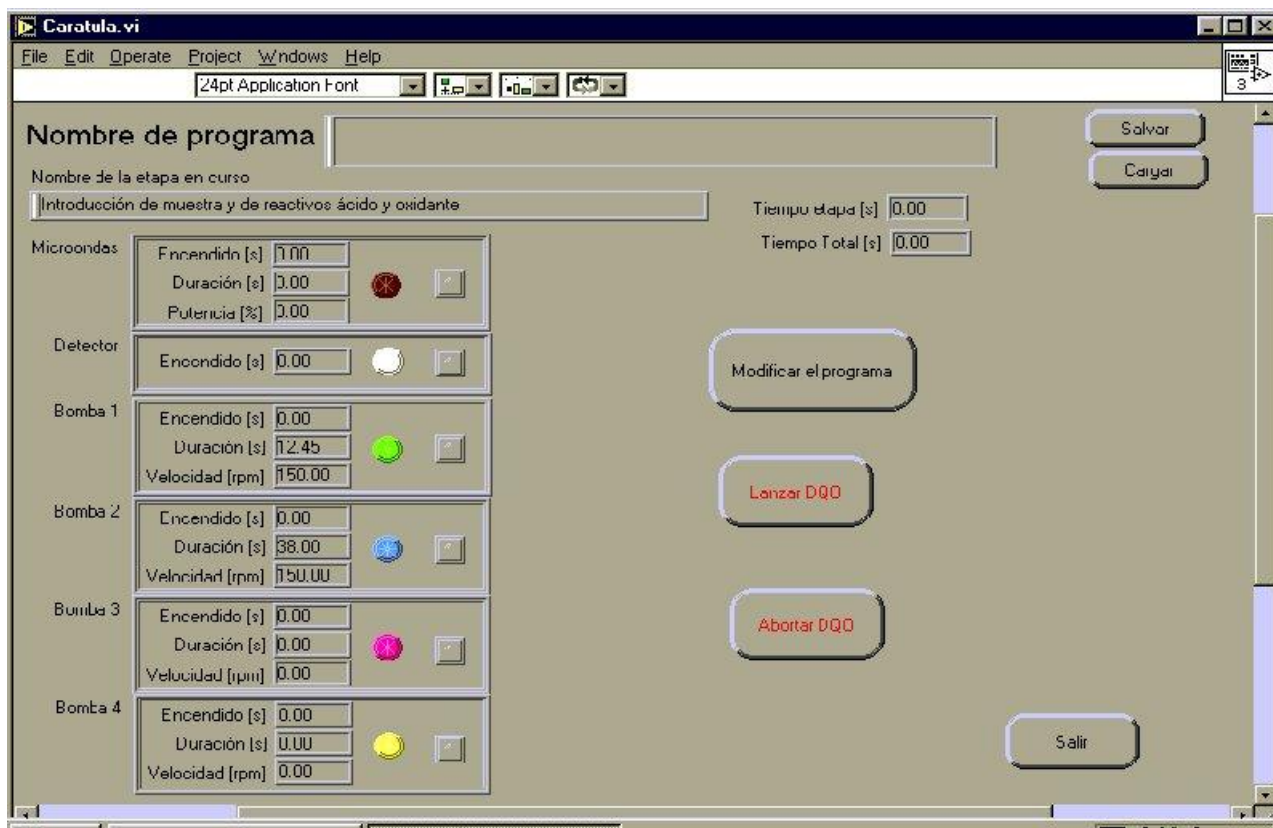 Caratula.vi
File Edit Operate Project Windows Help
24pt Application Font
3
Nombre de programa
Salvar
Cargar
Nombre de la etapa en curso
Introducción de muestra y de reactivos ácido y oxidante
Tiempo etapa [s] 0.00
Tiempo Total [s] 0.00
Microondas
Encendido [s] 0.00
Duración [s] 0.00
Potencia [%] 0.00
Detector
Encendido [s] 0.00
Modificar el programa
Bomba 1
Encendido [s] 0.00
Duración [s] 12.45
Velocidad [rpm] 150.00
Lanzar DQO
Bomba 2
Encendido [s] 0.00
Duración [s] 38.00
Velocidad [rpm] 150.00
Bomba 3
Encendido [s] 0.00
Duración [s] 0.00
Velocidad [rpm] 0.00
Abortar DQO
Bomba 4
Encendido [s] 0.00
Duración [s] 0.00
Velocidad [rpm] 0.00
Salir